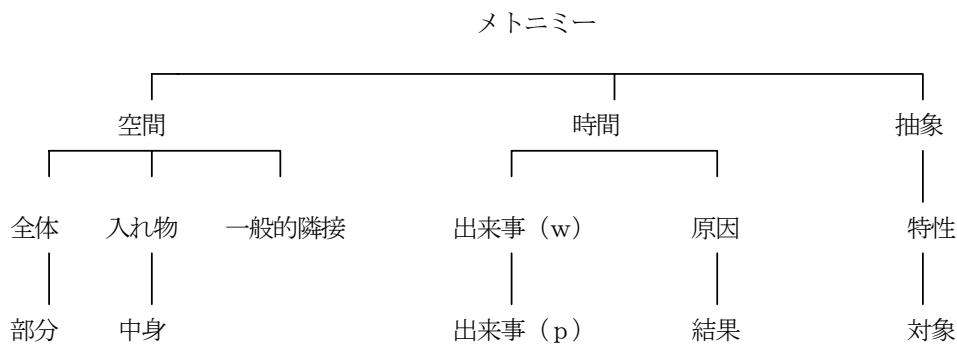 メトニミー
空間 時間 抽象
全体 入れ物 一般的隣接 出来事（w） 原因 特性
部分 中身 出来事（p） 結果 対象